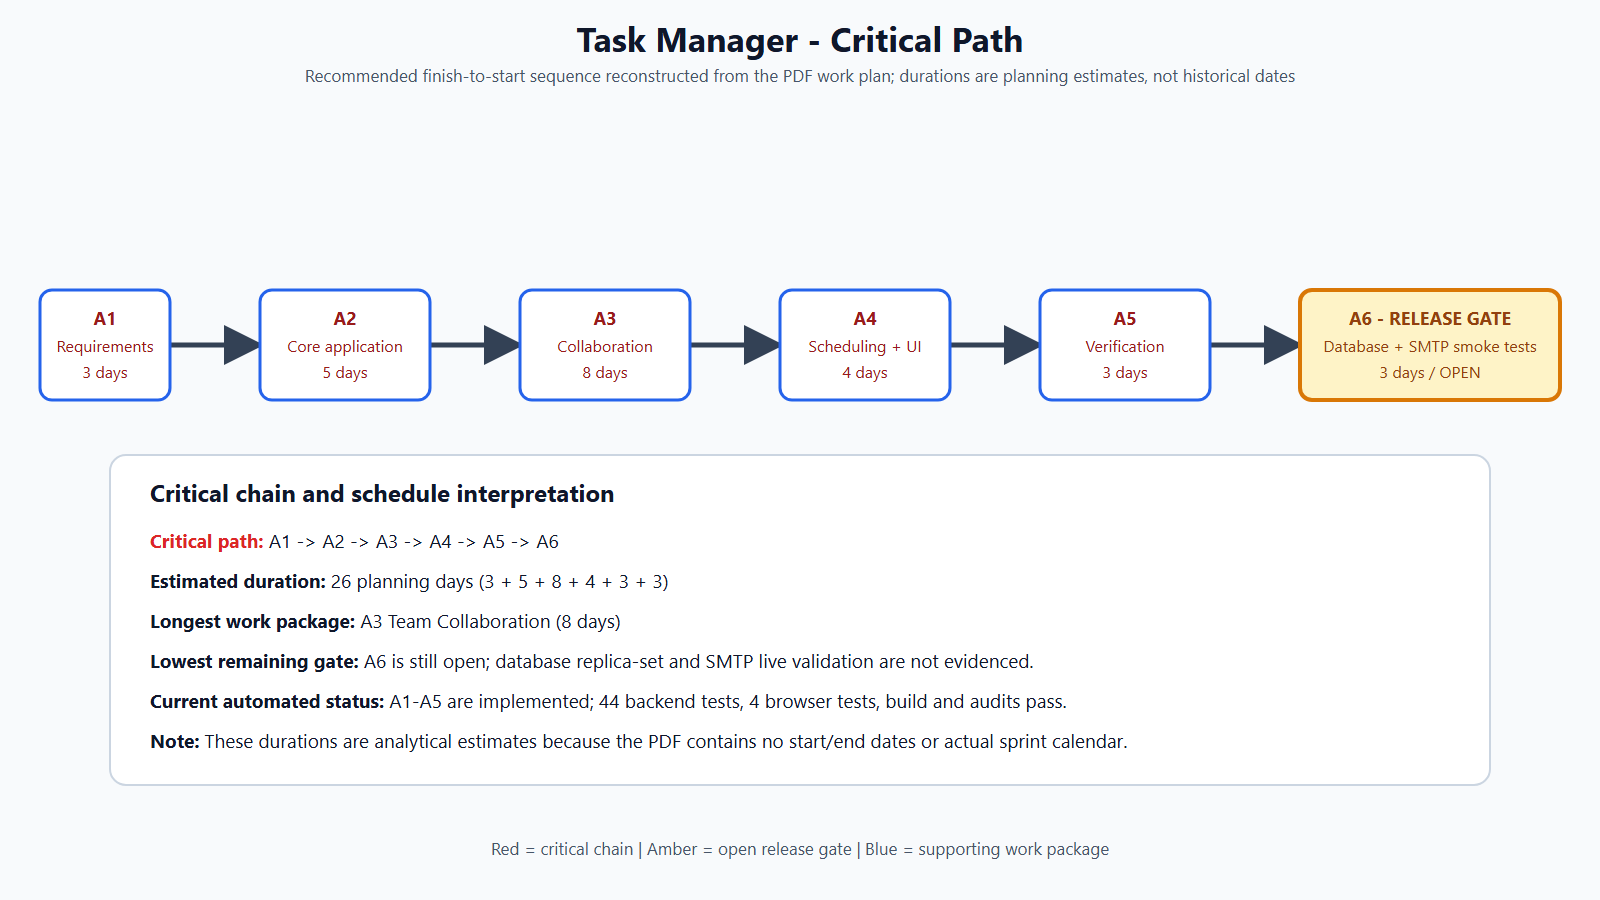 Task Manager - Critical Path
Recommended finish-to-start sequence reconstructed from the PDF work plan; durations are planning estimates, not historical dates
A1
Requirements
3 days
A2
Core application
5 days
A3
Collaboration
8 days
A4
Scheduling + UI
4 days
A5
Verification
3 days
A6 - RELEASE GATE
Database + SMTP smoke tests
3 days / OPEN
Critical chain and schedule interpretation
Critical path: A1 -> A2 -> A3 -> A4 -> A5 -> A6
Estimated duration: 26 planning days (3 + 5 + 8 + 4 + 3 + 3)
Longest work package: A3 Team Collaboration (8 days)
Lowest remaining gate: A6 is still open; database replica-set and SMTP live validation are not evidenced.
Current automated status: A1-A5 are implemented; 44 backend tests, 4 browser tests, build and audits pass.
Note: These durations are analytical estimates because the PDF contains no start/end dates or actual sprint calendar.
Red = critical chain | Amber = open release gate | Blue = supporting work package